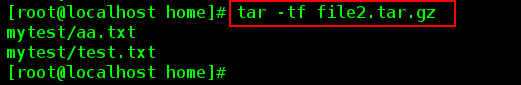 [root@localhost home]# tar -tf file2.tar.gz
mytest/aa.txt
mytest/test.txt
[root@localhost home]#